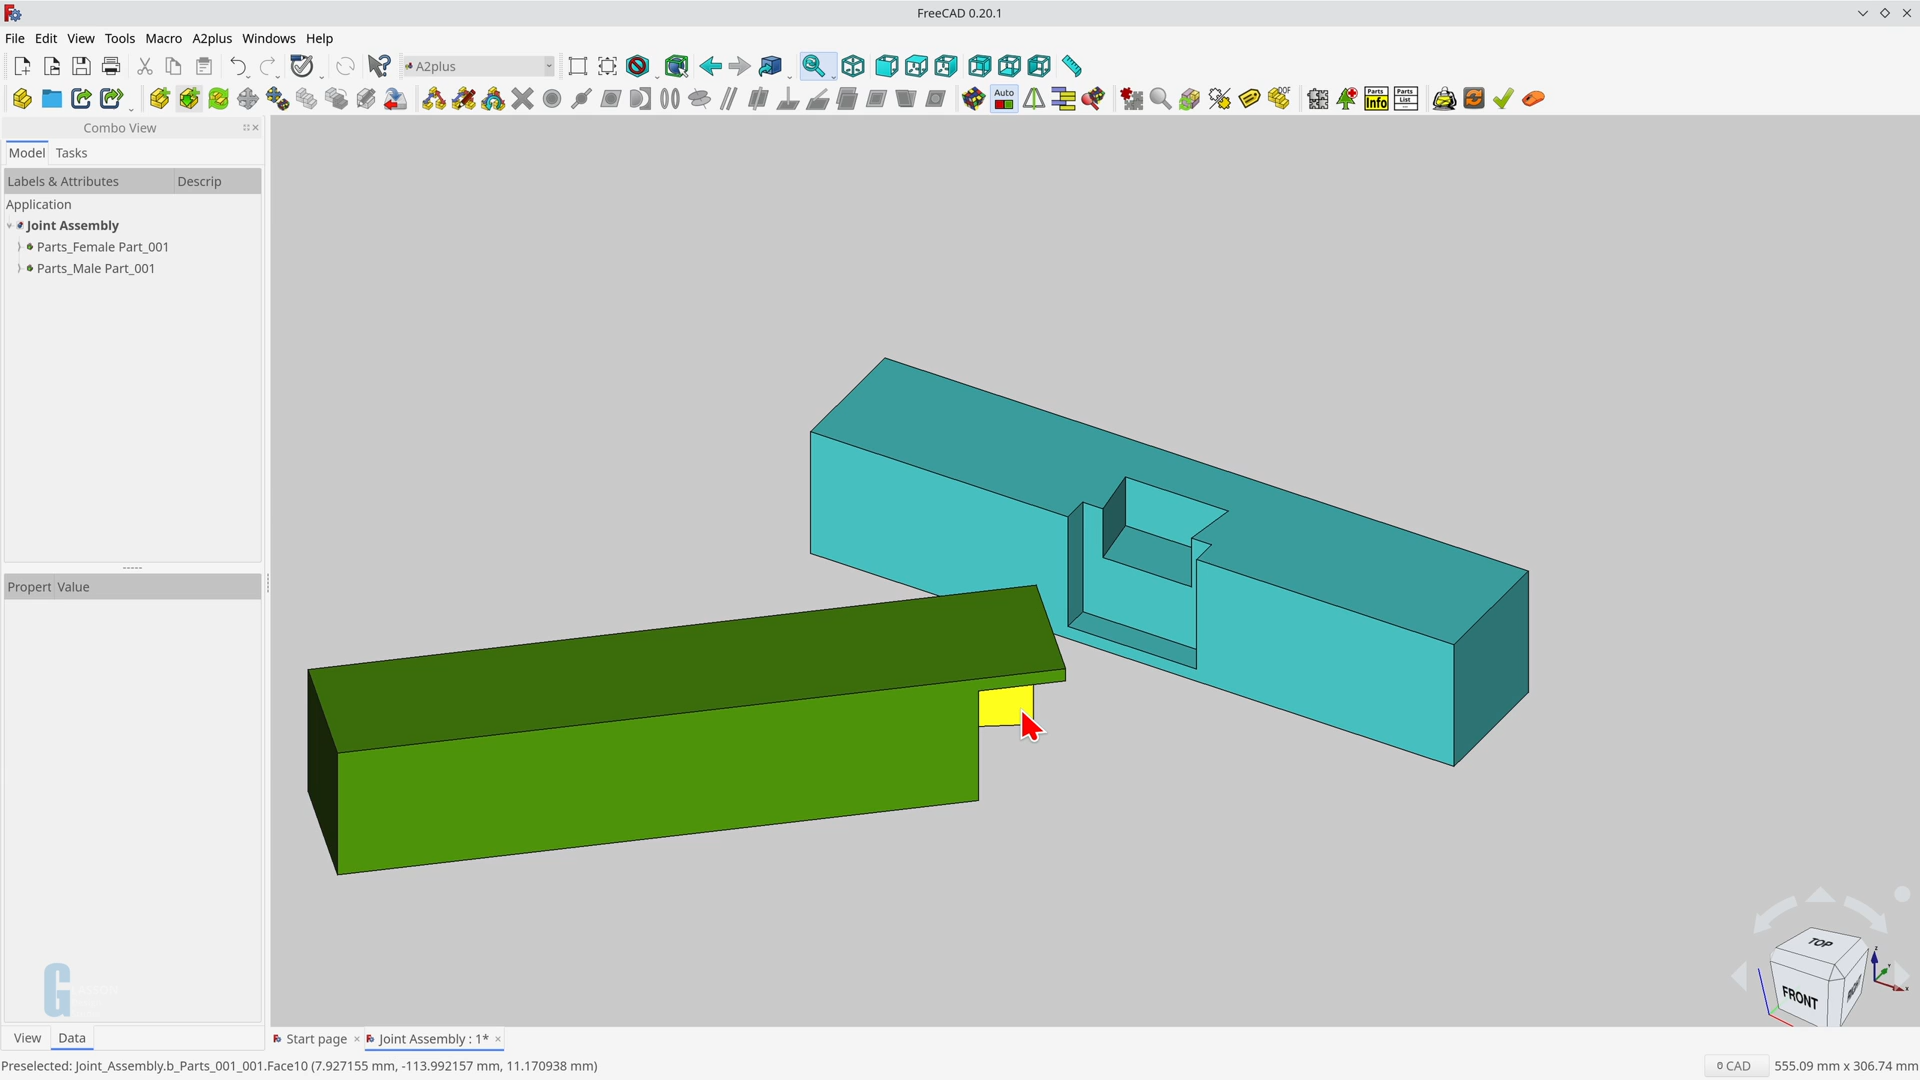 FreeCAD 0.20.1
File Edit View Tools Macro A2plus Windows Help
A2plus
Auto
DOF
Parts Info
Parts List
Combo View
Model Tasks
Labels & Attributes Descrip
Application
Joint Assembly
Parts_Female Part_001
Parts_Male Part_001
Propert Value
TOP
FRONT
View Data
Start page
Joint Assembly : 1*
Preselected: Joint_Assembly.b_Parts_001_001.Face10 (7.927155 mm, -113.992157 mm, 11.170938 mm)
CAD
555.09 mm x 306.74 mm